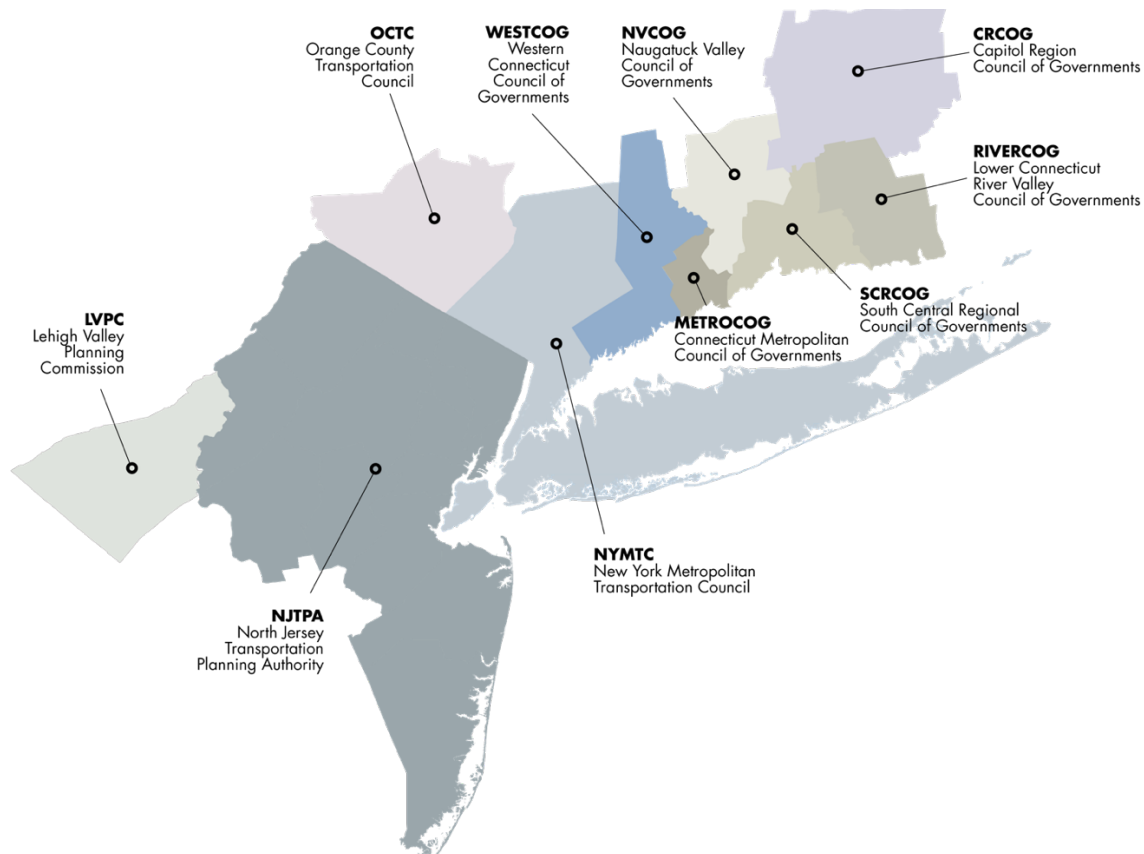 OCTC
Orange County
Transportation
Council
WESTCOG
Western
Connecticut
Council of
Governments
NVCOG
Naugatuck Valley
Council of
Governments
CRCOG
Capitol Region
Council of Governments
RIVERCOG
Lower Connecticut
River Valley
Council of Governments
SCRCOG
South Central Regional
Council of Governments
METROCOG
Connecticut Metropolitan
Council of Governments
LVPC
Lehigh Valley
Planning
Commission
NYMTC
New York Metropolitan
Transportation Council
NJTPA
North Jersey
Transportation
Planning Authority